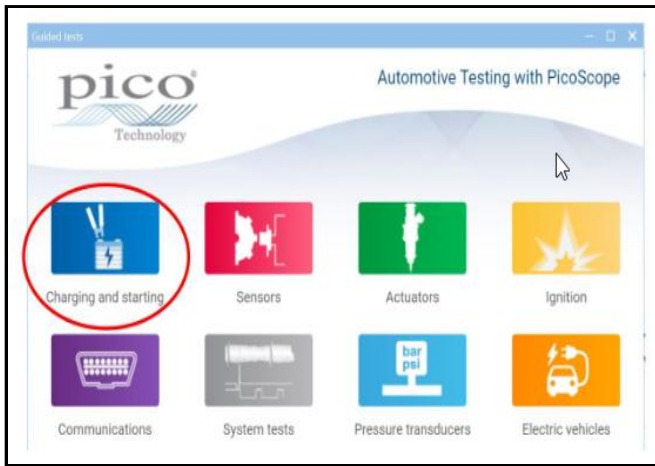 Guided tests
pico
Technology
Automotive Testing with PicoScope
Charging and starting
Sensors
Actuators
Ignition
bar
psi
Communications
System tests
Pressure transducers
Electric vehicles